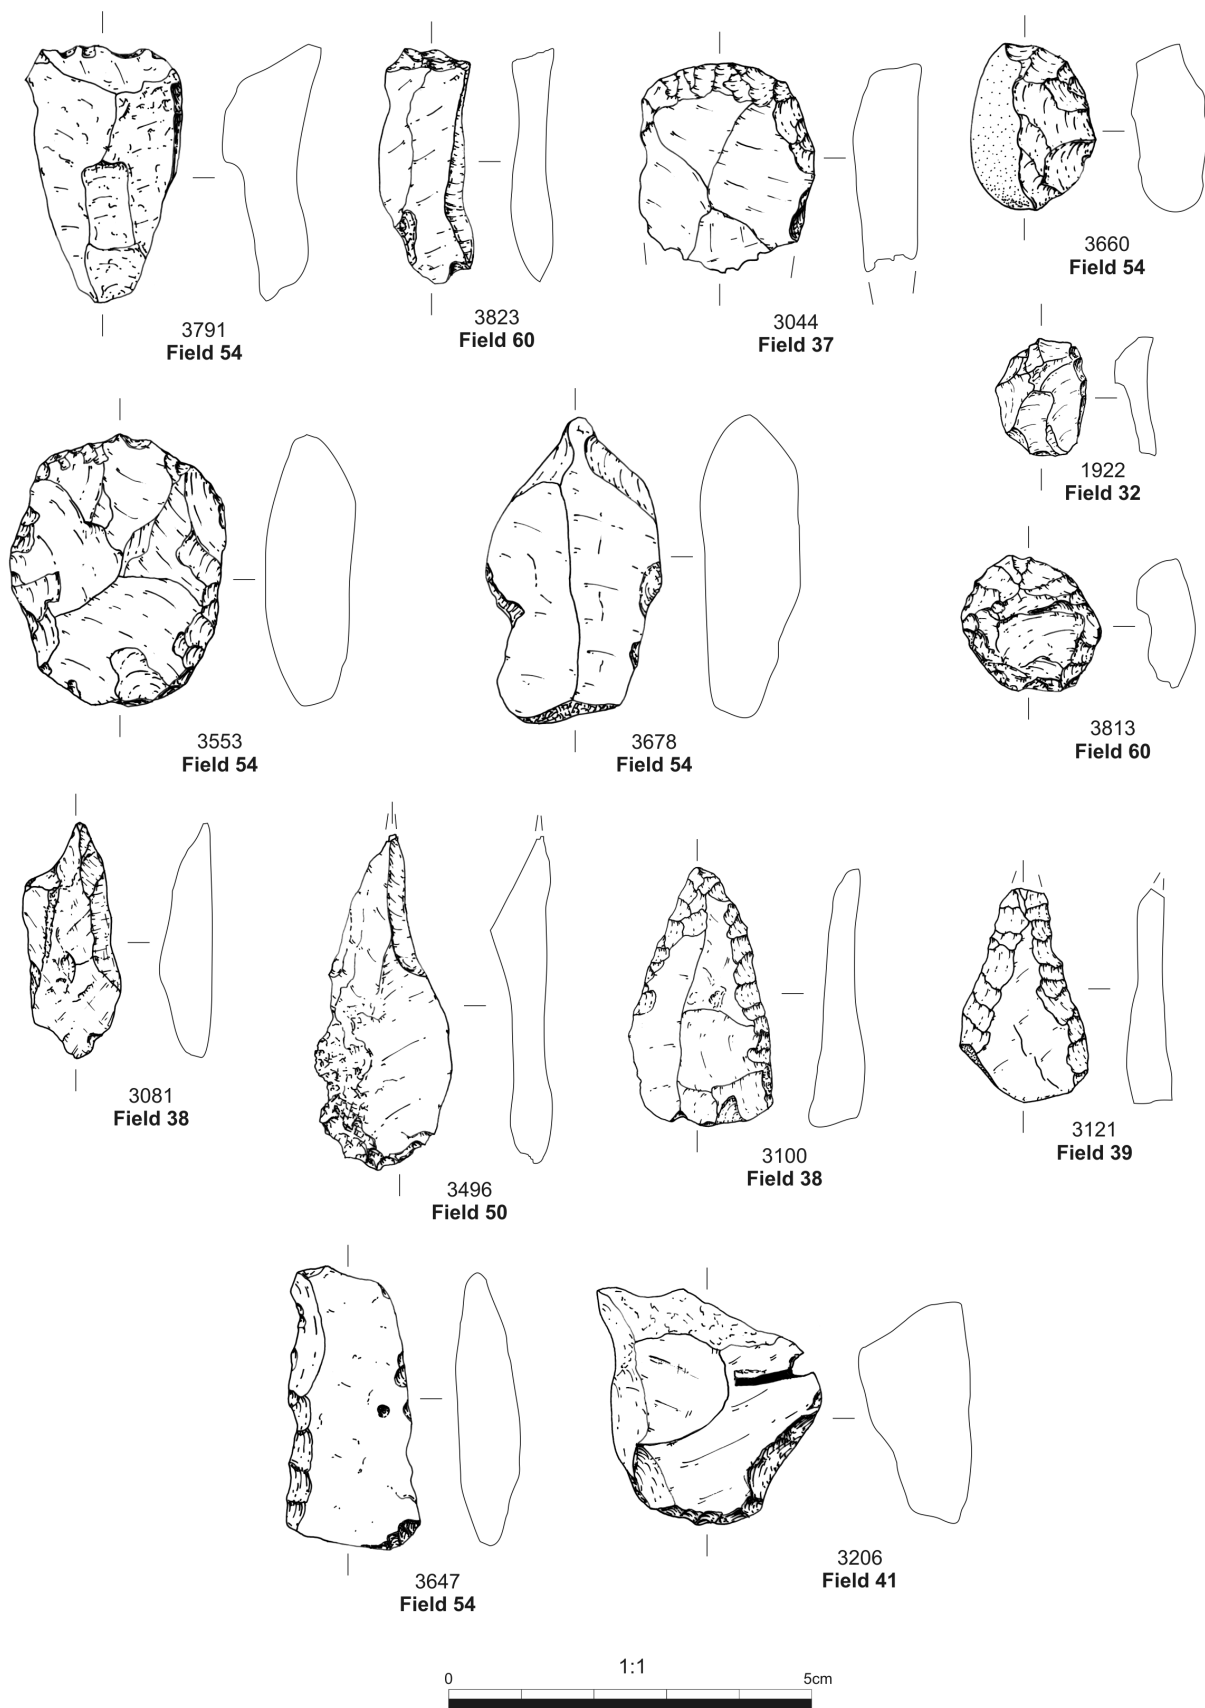 3791
Field 54
3823
Field 60
3044
Field 37
3660
Field 54
1922
Field 32
3553
Field 54
3678
Field 54
3813
Field 60
3081
Field 38
3496
Field 50
3100
Field 38
3121
Field 39
3647
Field 54
3206
Field 41
1:1
0 5cm